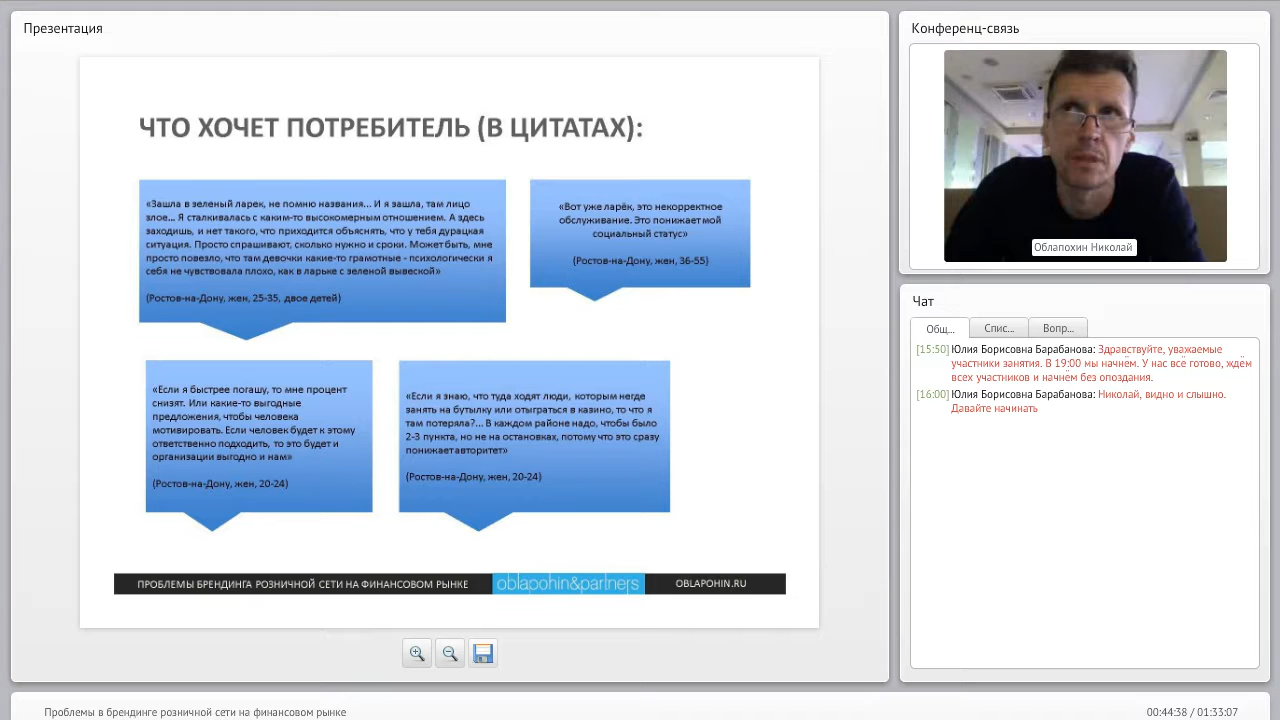 Презентация
ЧТО ХОЧЕТ ПОТРЕБИТЕЛЬ (В ЦИТАТАХ):
«Зашла в зеленый ларек, не помню названия... И я зашла, там лицо
злое... Я сталкивалась с каким-то высокомерным отношением. А здесь
заходишь, и нет такого, что приходится объяснять, что у тебя дурацкая
ситуация. Просто спрашивают, сколько нужно и сроки. Может быть, мне
просто повезло, что там девочки какие-то грамотные - психологически я
себя не чувствовала плохо, как в ларьке с зеленой вывеской»
(Ростов-на-Дону, жен, 25-35, двое детей)
«Вот уже ларёк, это некорректное
обслуживание. Это понижает мой
социальный статус»
(Ростов-на-Дону, жен, 36-55)
«Если я быстрее погашу, то мне процент
снизят. Или какие-то выгодные
предложения, чтобы человека
мотивировать. Если человек будет к этому
ответственно подходить, то это будет и
организации выгодно и нам»
(Ростов-на-Дону, жен, 20-24)
«Если я знаю, что туда ходят люди, которым негде
занять на бутылку или отыграться в казино, то что я
там потеряла?... В каждом районе надо, чтобы было
2-3 пункта, но не на остановках, потому что это сразу
понижает авторитет»
(Ростов-на-Дону, жен, 20-24)
ПРОБЛЕМЫ БРЕНДИНГА РОЗНИЧНОЙ СЕТИ НА ФИНАНСОВОМ РЫНКЕ
oblapohin&partners
OBLAPOHIN.RU
Конференц-связь
Облапохин Николай
Чат
Общ...
Спис...
Вопр...
[15:50] Юлия Борисовна Барабанова: Здравствуйте, уважаемые
участники занятия. В 19:00 мы начнём. У нас всё готово, ждём
всех участников и начнём без опоздания.
[16:00] Юлия Борисовна Барабанова: Николай, видно и слышно.
Давайте начинать
Проблемы в брендинге розничной сети на финансовом рынке
00:44:38 / 01:33:07